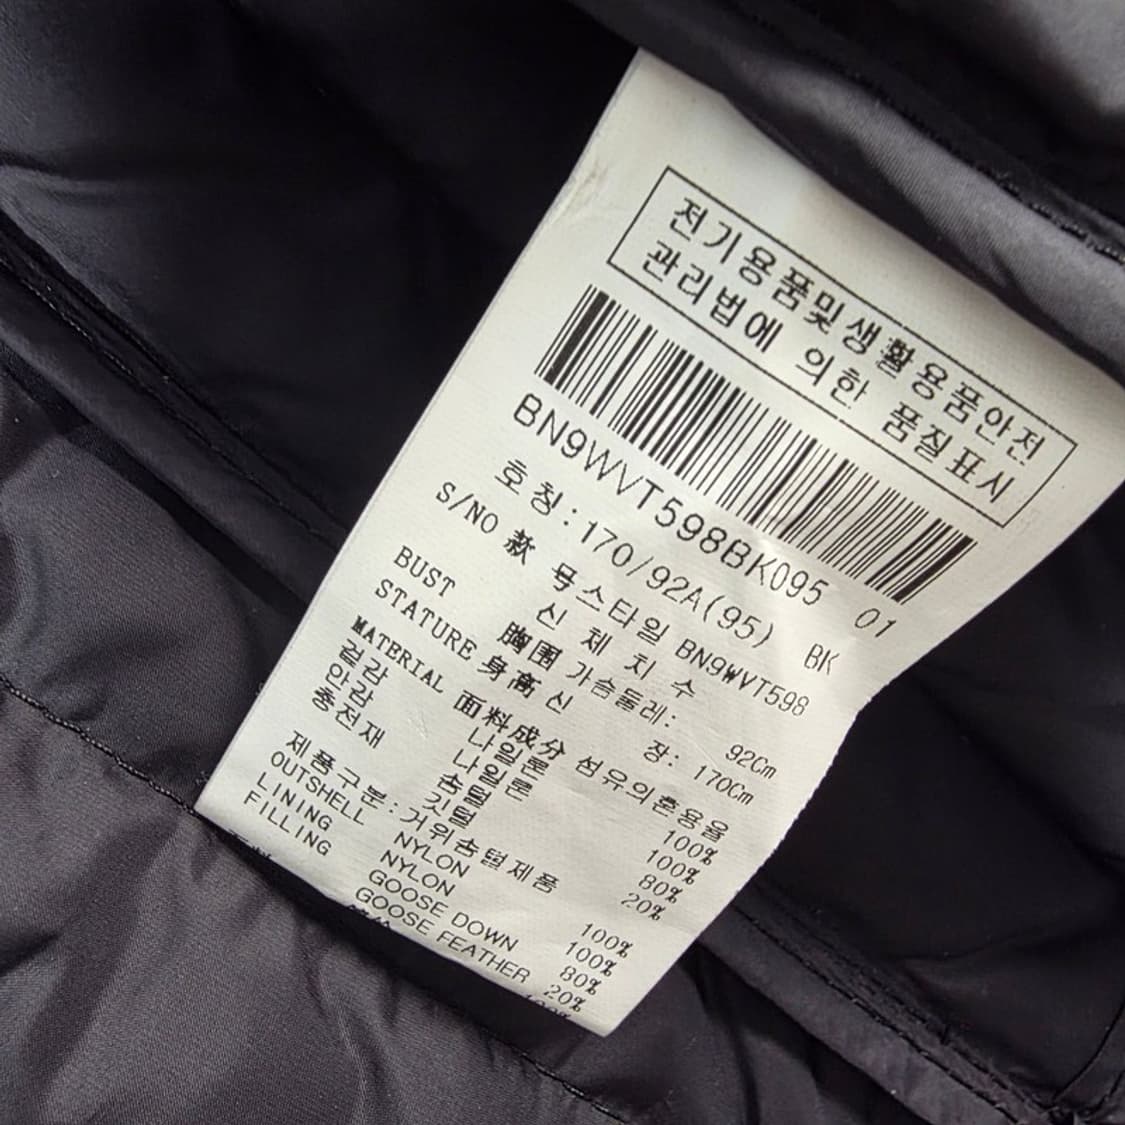 전기용품및생활용품안전
관리법에 의한 품질표시
BN9WVT598BK095 01
호칭:170/92A(95) BK
S/NO 款 号스타일 BN9WVT598
신 체 치 수
BUST 胸围 가슴둘레: 92Cm
STATURE 身高 신 장: 170Cm
MATERIAL 面料成分 섬유의혼용율
겉감 나일론 100%
안감 나일론 100%
충전재 솜털 80%
깃털 20%
제품구분:거위솜털제품
OUTSHELL NYLON 100%
LINING NYLON 100%
FILLING GOOSE DOWN 80%
GOOSE FEATHER 20%